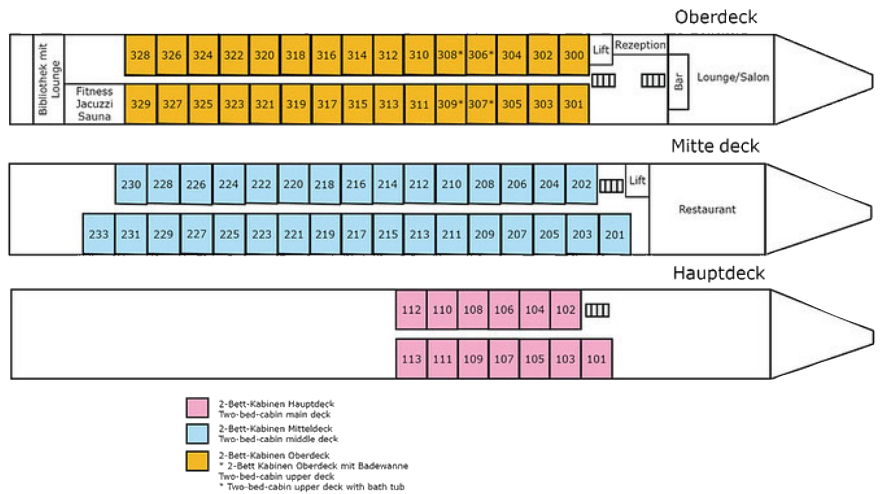 Oberdeck
328 326 324 322 320 318 316 314 312 310 308* 306* 304 302 300
Lift
Rezeption
Bibliothek mit
Lounge
Fitness
Jacuzzi
Sauna
Bar
Lounge/Salon
329 327 325 323 321 319 317 315 313 311 309* 307* 305 303 301
Mitte deck
230 228 226 224 222 220 218 216 214 212 210 208 206 204 202
Lift
Restaurant
233 231 229 227 225 223 221 219 217 215 213 211 209 207 205 203 201
Hauptdeck
112 110 108 106 104 102
113 111 109 107 105 103 101
2-Bett-Kabinen Hauptdeck
Two-bed-cabin main deck
2-Bett-Kabinen Mitteldeck
Two-bed-cabin middle deck
2-Bett-Kabinen Oberdeck
* 2-Bett Kabinen Oberdeck mit Badewanne
Two-bed-cabin upper deck
* Two-bed-cabin upper deck with bath tub